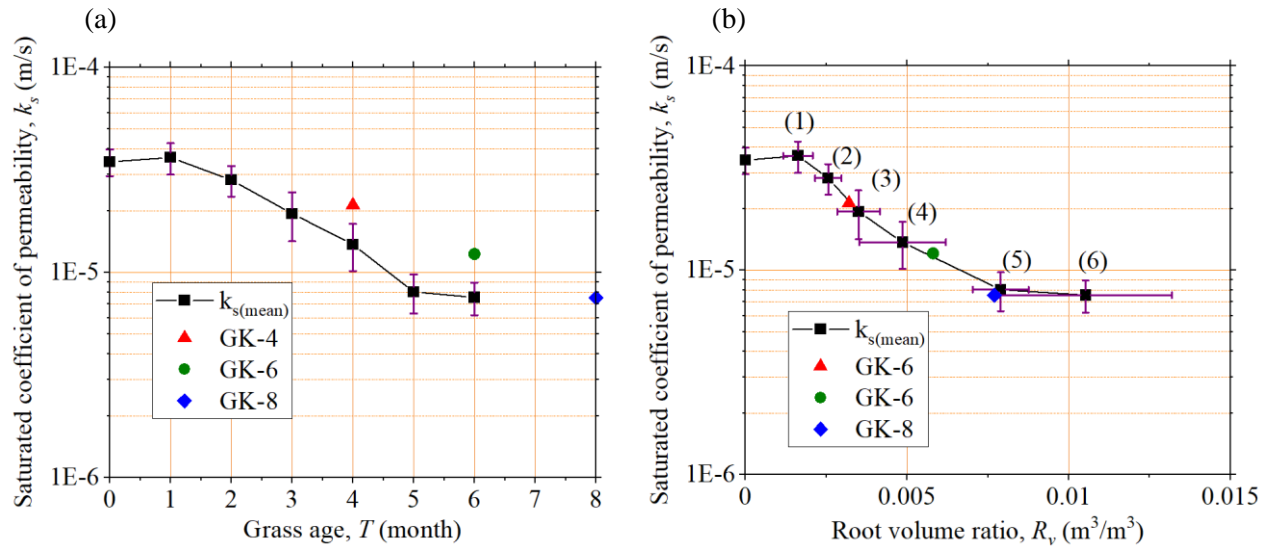 (a)
Saturated coefficient of permeability, k_s (m/s)
1E-4
1E-5
1E-6
k_s(mean)
GK-4
GK-6
GK-8
0 1 2 3 4 5 6 7 8
Grass age, T (month)
(b)
Saturated coefficient of permeability, k_s (m/s)
1E-4
1E-5
1E-6
(1)
(2)
(3)
(4)
(5)
(6)
k_s(mean)
GK-6
GK-6
GK-8
0 0.005 0.01 0.015
Root volume ratio, R_v (m³/m³)